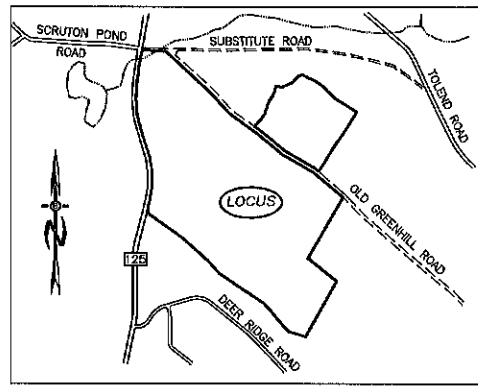 SCRUTON POND
ROAD
SUBSTITUTE ROAD
TOLEND ROAD
LOCUS
OLD GREENHILL ROAD
125
DEER RIDGE ROAD